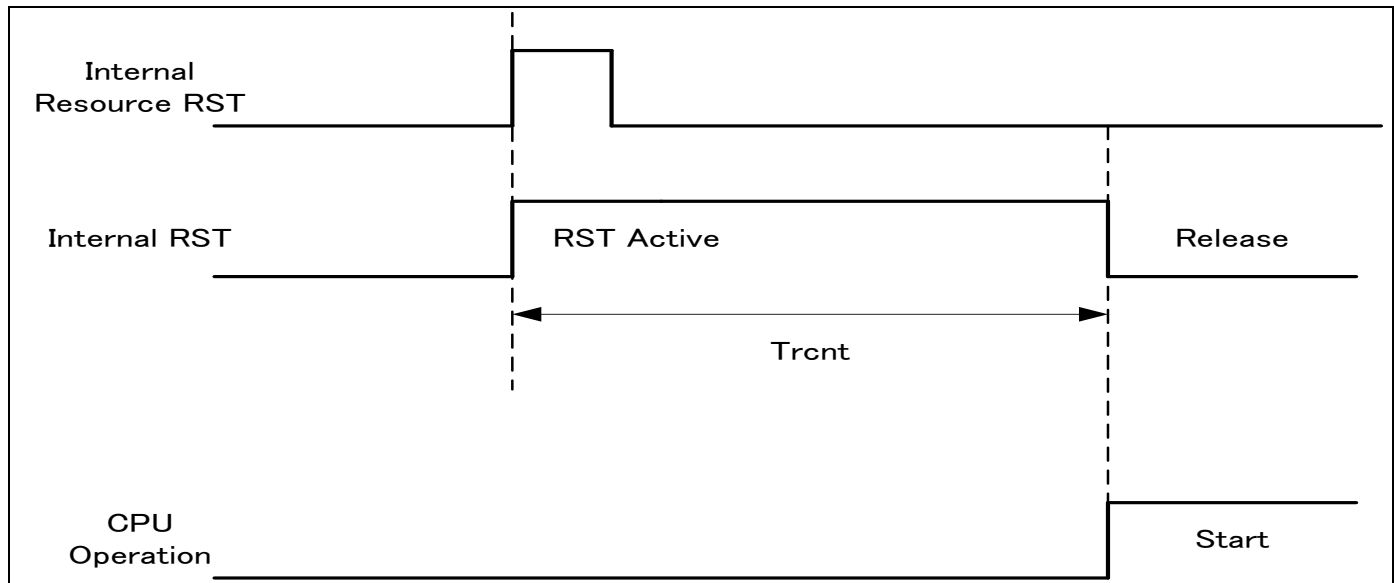 Internal
Resource RST
Internal RST
RST Active
Release
Trcnt
CPU
Operation
Start